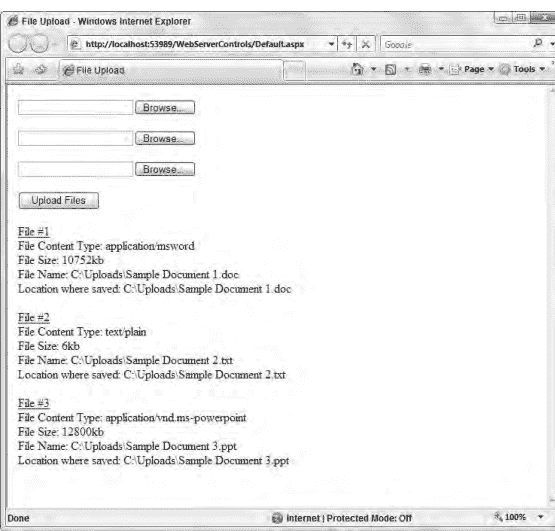 File Upload - Windows Internet Explorer
http://localhost:53989/WebServerControls/Default.aspx
Google
File Upload
Page
Tools
Browse...
Browse...
Browse...
Upload Files
File #1
File Content Type: application/msword
File Size: 10752kb
File Name: C:\Uploads\Sample Document 1.doc
Location where saved: C:\Uploads\Sample Document 1.doc
File #2
File Content Type: text/plain
File Size: 6kb
File Name: C:\Uploads\Sample Document 2.txt
Location where saved: C:\Uploads\Sample Document 2.txt
File #3
File Content Type: application/vnd.ms-powerpoint
File Size: 12800kb
File Name: C:\Uploads\Sample Document 3.ppt
Location where saved: C:\Uploads\Sample Document 3.ppt
Done
Internet | Protected Mode: Off
100%